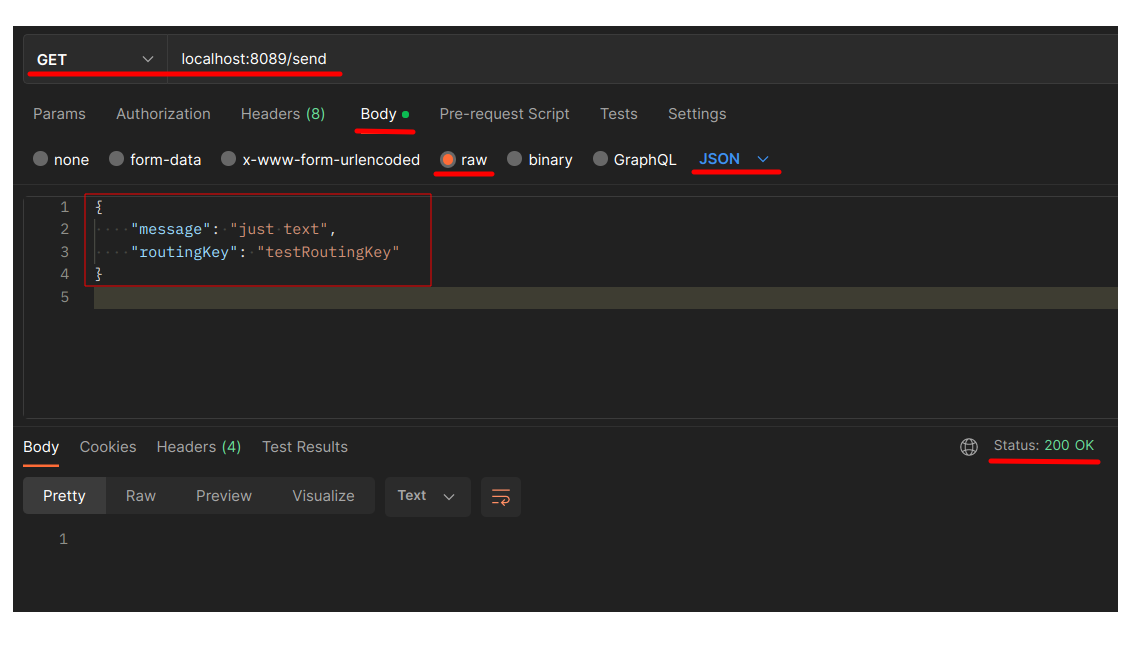 GET localhost:8089/send
Params Authorization Headers (8) Body Pre-request Script Tests Settings
none form-data x-www-form-urlencoded raw binary GraphQL JSON
1 {
2 "message": "just text",
3 "routingKey": "testRoutingKey"
4 }
5
Body Cookies Headers (4) Test Results Status: 200 OK
Pretty Raw Preview Visualize Text
1